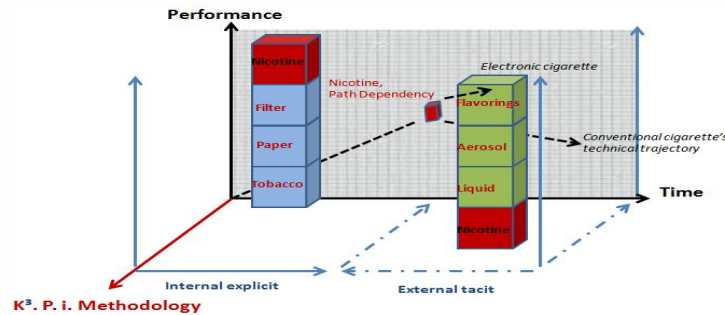 Performance
Nicotine
Filter
Paper
Tobacco
Nicotine,
Path Dependency
Electronic cigarette
Flavorings
Aerosol
Liquid
Nicotine
Conventional cigarette's
technical trajectory
Time
Internal explicit
External tacit
K³. P. i. Methodology